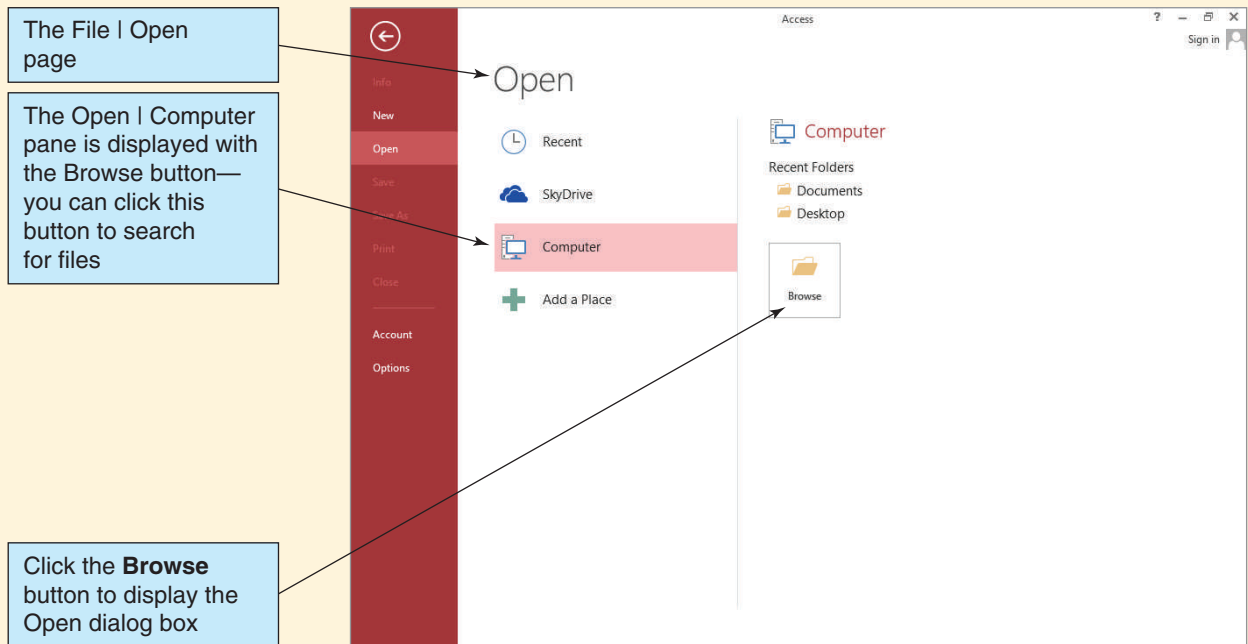 The File | Open
page
The Open | Computer
pane is displayed with
the Browse button—
you can click this
button to search
for files
Click the Browse
button to display the
Open dialog box
Access
? – X
Sign in
Info
New
Open
Save
Save As
Print
Close
Account
Options
Open
Recent
SkyDrive
Computer
Add a Place
Computer
Recent Folders
Documents
Desktop
Browse